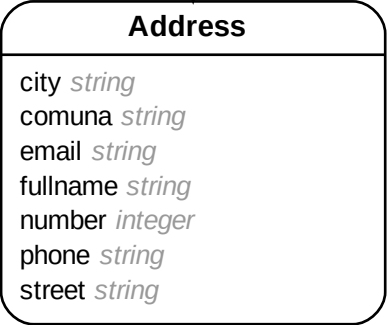 Address
city string
comuna string
email string
fullname string
number integer
phone string
street string